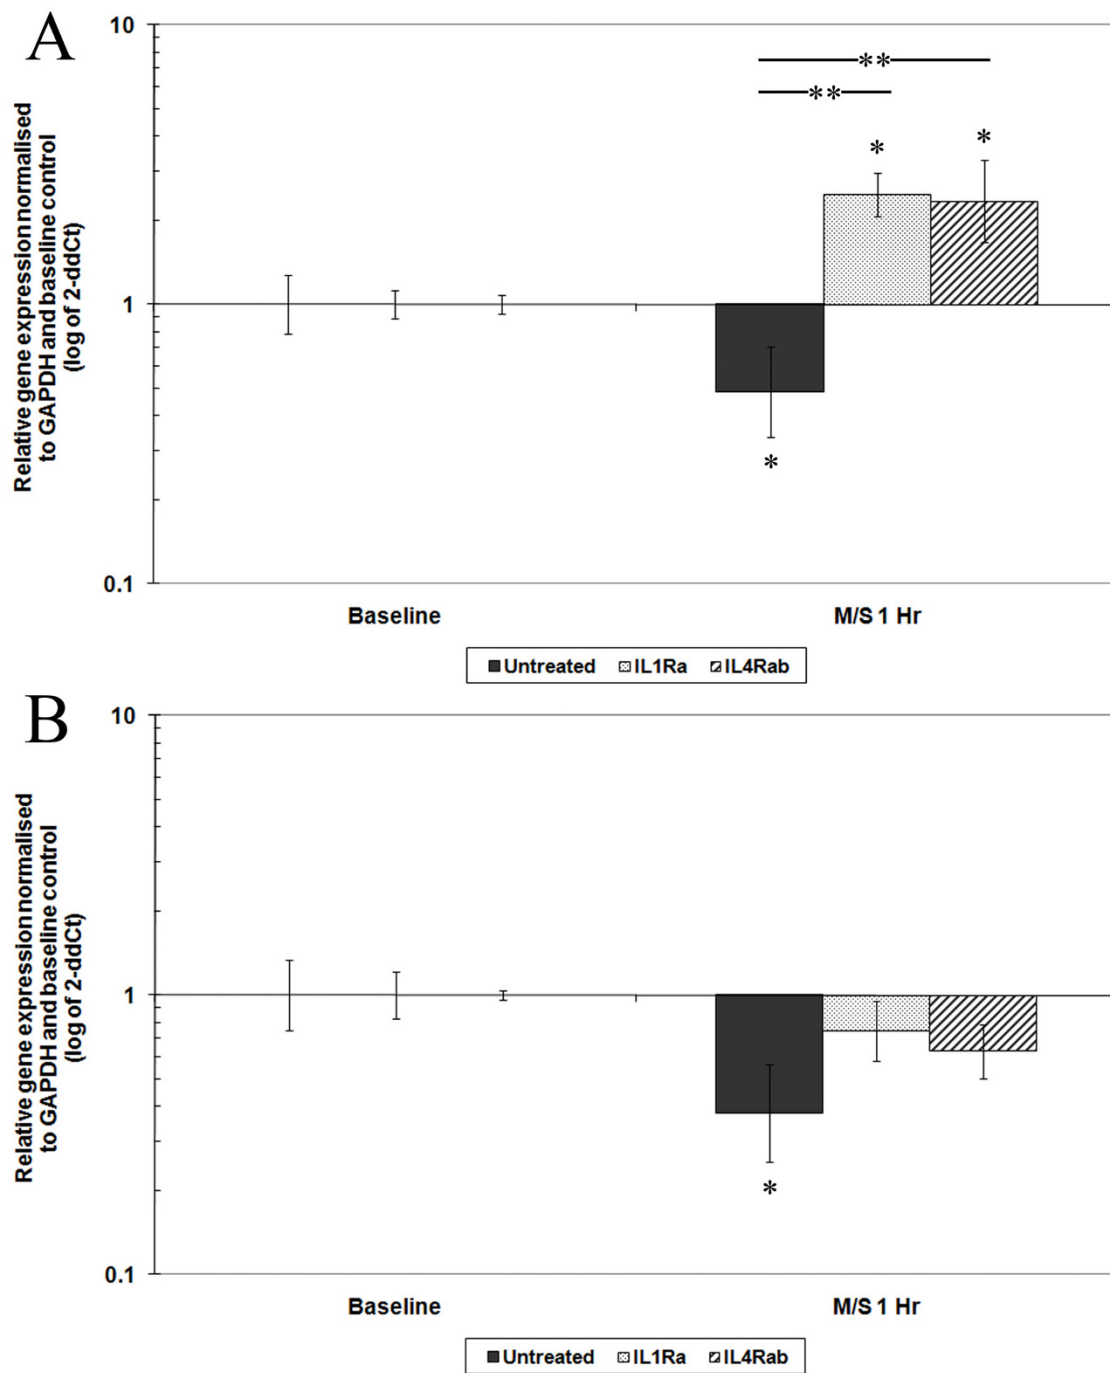 A
Relative gene expression normalised
to GAPDH and baseline control
(log of 2-ddCt)
10
1
0.1
**
**
*
*
*
Baseline
M/S 1 Hr
Untreated
IL1Ra
IL4Rab
B
Relative gene expression normalised
to GAPDH and baseline control
(log of 2-ddCt)
10
1
0.1
*
Baseline
M/S 1 Hr
Untreated
IL1Ra
IL4Rab